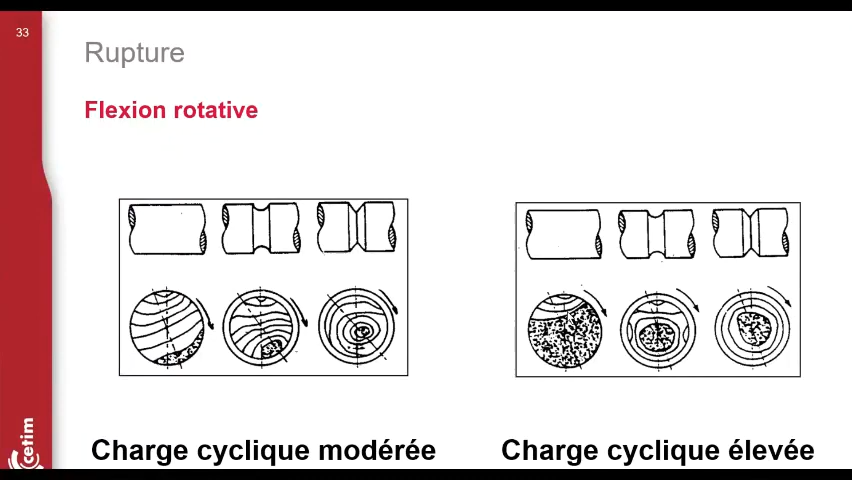 33
Rupture
Flexion rotative
Charge cyclique modérée
Charge cyclique élevée
cetim